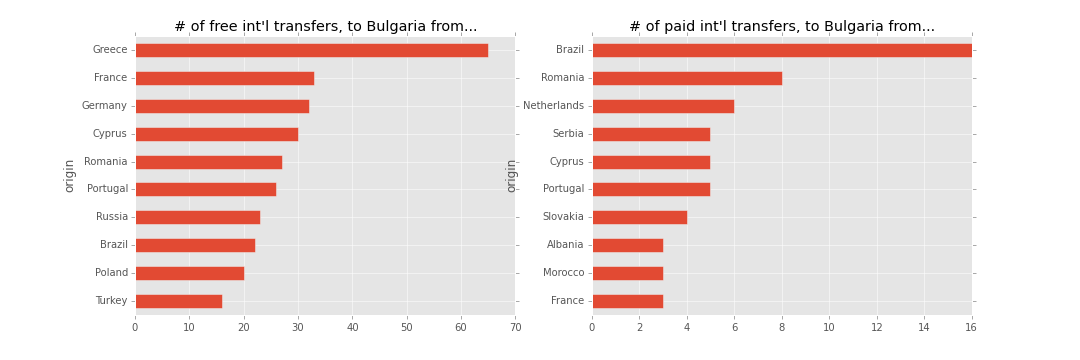 # of free int'l transfers, to Bulgaria from...
Greece
France
Germany
Cyprus
Romania
Portugal
Russia
Brazil
Poland
Turkey
origin
0 10 20 30 40 50 60 70
# of paid int'l transfers, to Bulgaria from...
Brazil
Romania
Netherlands
Serbia
Cyprus
Portugal
Slovakia
Albania
Morocco
France
origin
0 2 4 6 8 10 12 14 16